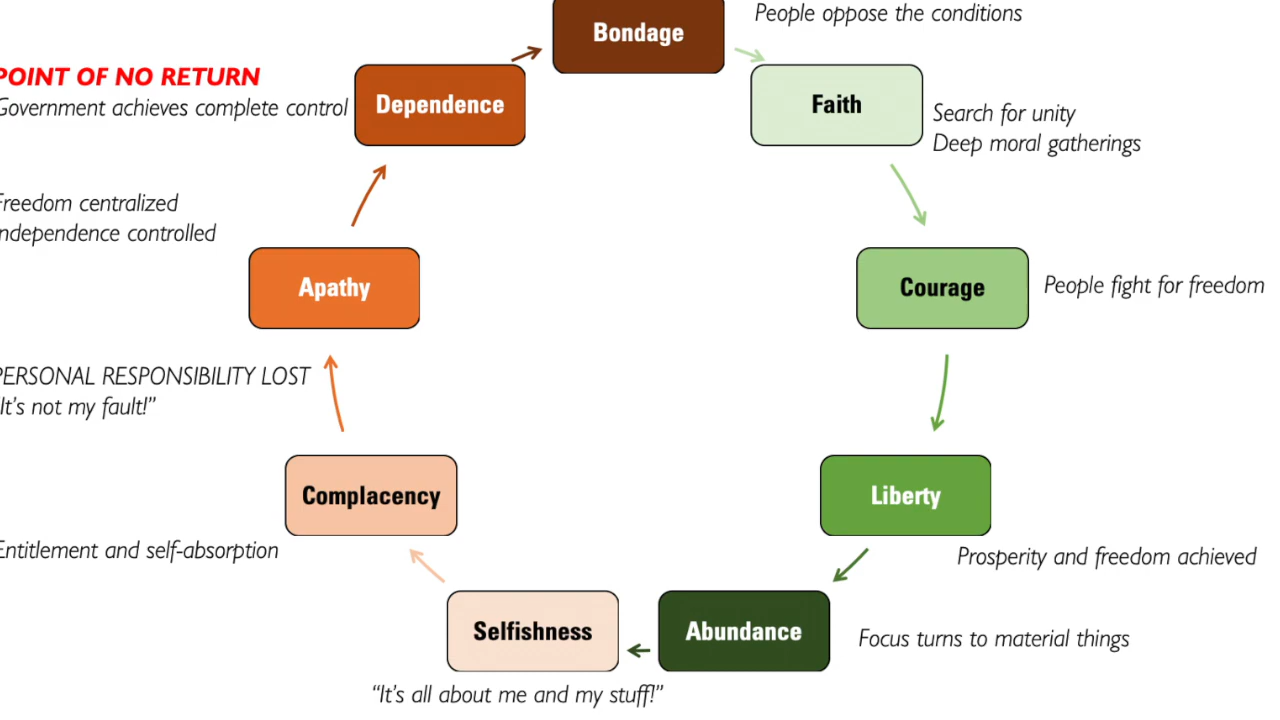 Bondage
People oppose the conditions
Faith
Search for unity
Deep moral gatherings
Courage
People fight for freedom
Liberty
Prosperity and freedom achieved
Abundance
Focus turns to material things
Selfishness
“It’s all about me and my stuff!”
Complacency
Entitlement and self-absorption
Apathy
PERSONAL RESPONSIBILITY LOST
“It’s not my fault!”
Dependence
Freedom centralized
Independence controlled
POINT OF NO RETURN
Government achieves complete control